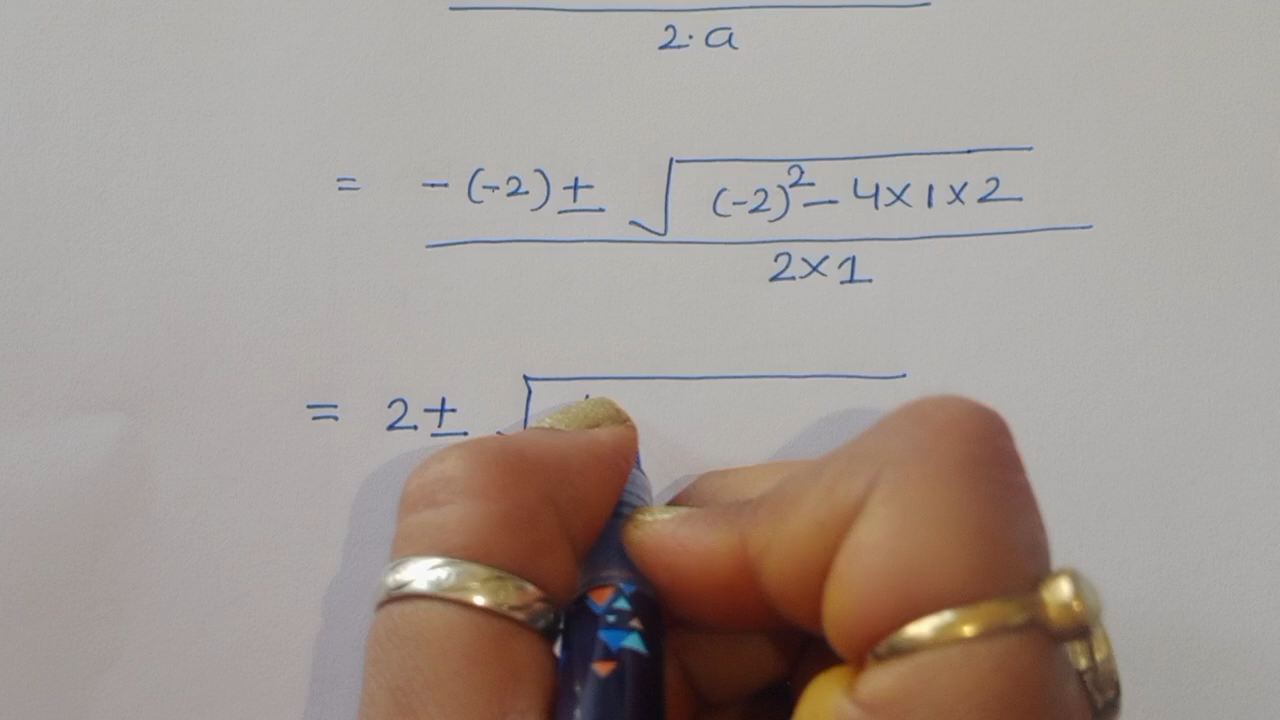 2·a
= -(-2) ± √(-2)² - 4×1×2
2×1
= 2 ± √